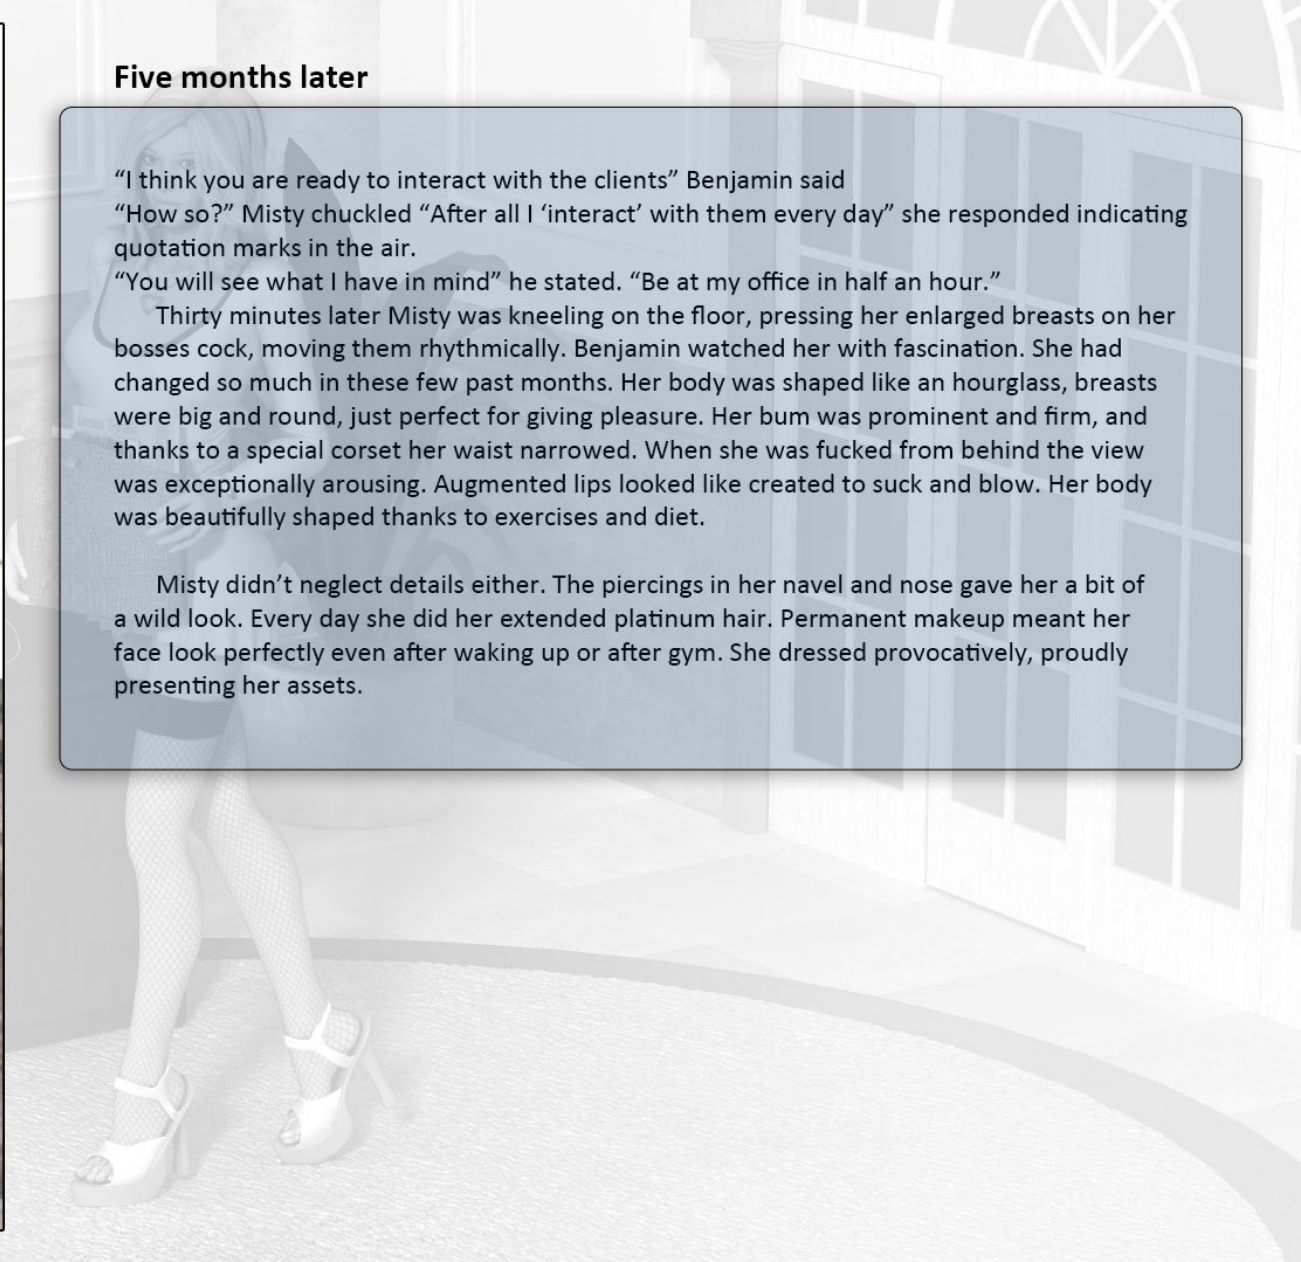 Five months later
“I think you are ready to interact with the clients” Benjamin said
“How so?” Misty chuckled “After all I ‘interact’ with them every day” she responded indicating
quotation marks in the air.
“You will see what I have in mind” he stated. “Be at my office in half an hour.”
Thirty minutes later Misty was kneeling on the floor, pressing her enlarged breasts on her
bosses cock, moving them rhythmically. Benjamin watched her with fascination. She had
changed so much in these few past months. Her body was shaped like an hourglass, breasts
were big and round, just perfect for giving pleasure. Her bum was prominent and firm, and
thanks to a special corset her waist narrowed. When she was fucked from behind the view
was exceptionally arousing. Augmented lips looked like created to suck and blow. Her body
was beautifully shaped thanks to exercises and diet.
Misty didn’t neglect details either. The piercings in her navel and nose gave her a bit of
a wild look. Every day she did her extended platinum hair. Permanent makeup meant her
face look perfectly even after waking up or after gym. She dressed provocatively, proudly
presenting her assets.